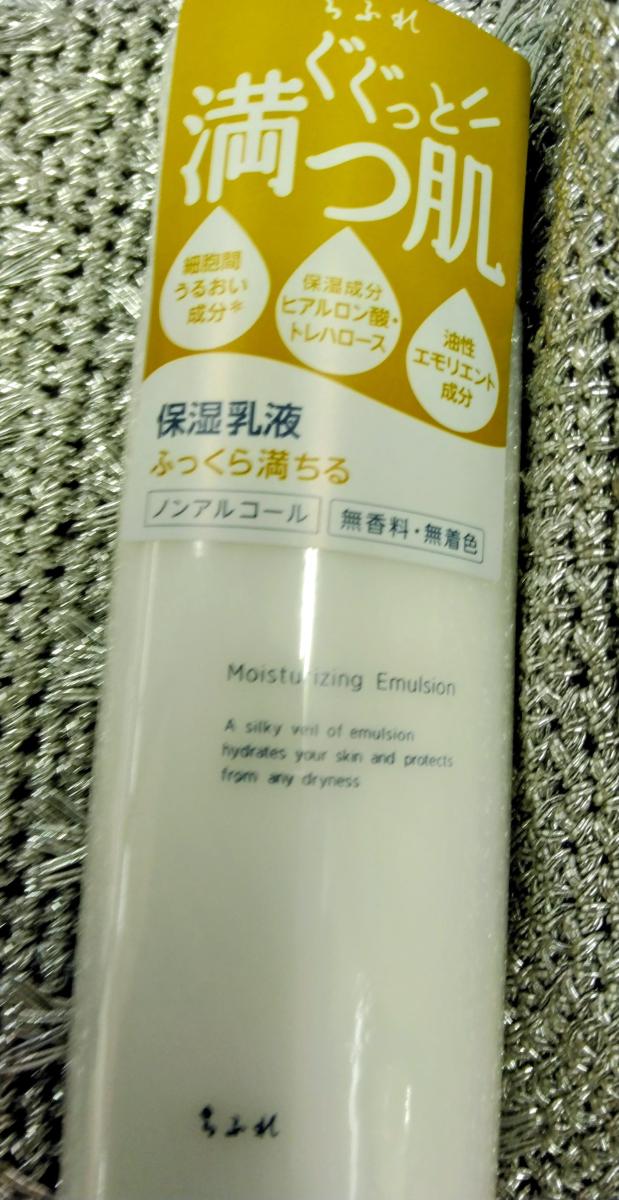 ちふれ
ぐぐっと
満つ肌
細胞間
うるおい
成分*
保湿成分
ヒアルロン酸・
トレハロース
油性
エモリエント
成分
保湿乳液
ふっくら満ちる
ノンアルコール
無香料・無着色
Moisturizing Emulsion
A silky veil of emulsion
hydrates your skin and protects
from any dryness
ちふれ